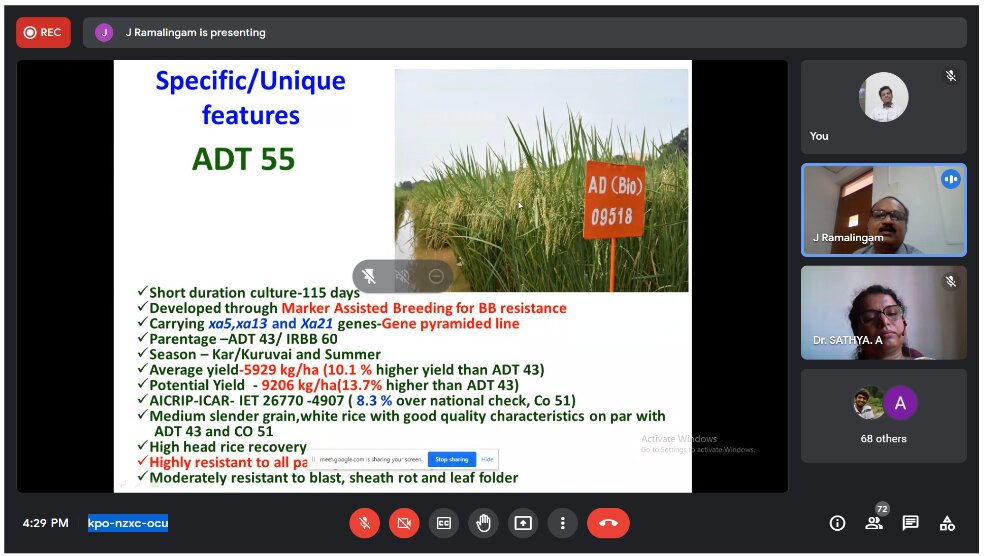 REC
J
J Ramalingam is presenting
Specific/Unique
features
ADT 55
AD (Bio)
09518
✓Short duration culture-115 days
✓Developed through Marker Assisted Breeding for BB resistance
✓Carrying xa5,xa13 and Xa21 genes-Gene pyramided line
✓Parentage –ADT 43/ IRBB 60
✓Season – Kar/Kuruvai and Summer
✓Average yield-5929 kg/ha (10.1 % higher yield than ADT 43)
✓Potential Yield - 9206 kg/ha(13.7% higher than ADT 43)
✓AICRIP-ICAR- IET 26770 -4907 ( 8.3 % over national check, Co 51)
✓Medium slender grain,white rice with good quality characteristics on par with
ADT 43 and CO 51
✓High head rice recovery
✓Highly resistant to all
meet.google.com is sharing your screen. Stop sharing Hide
✓Moderately resistant to blast, sheath rot and leaf folder
Activate Windows
Go to Settings to activate Windows.
You
J Ramalingam
Dr. SATHYA. A
A
68 others
4:29 PM kpo-nzxc-ocu
72